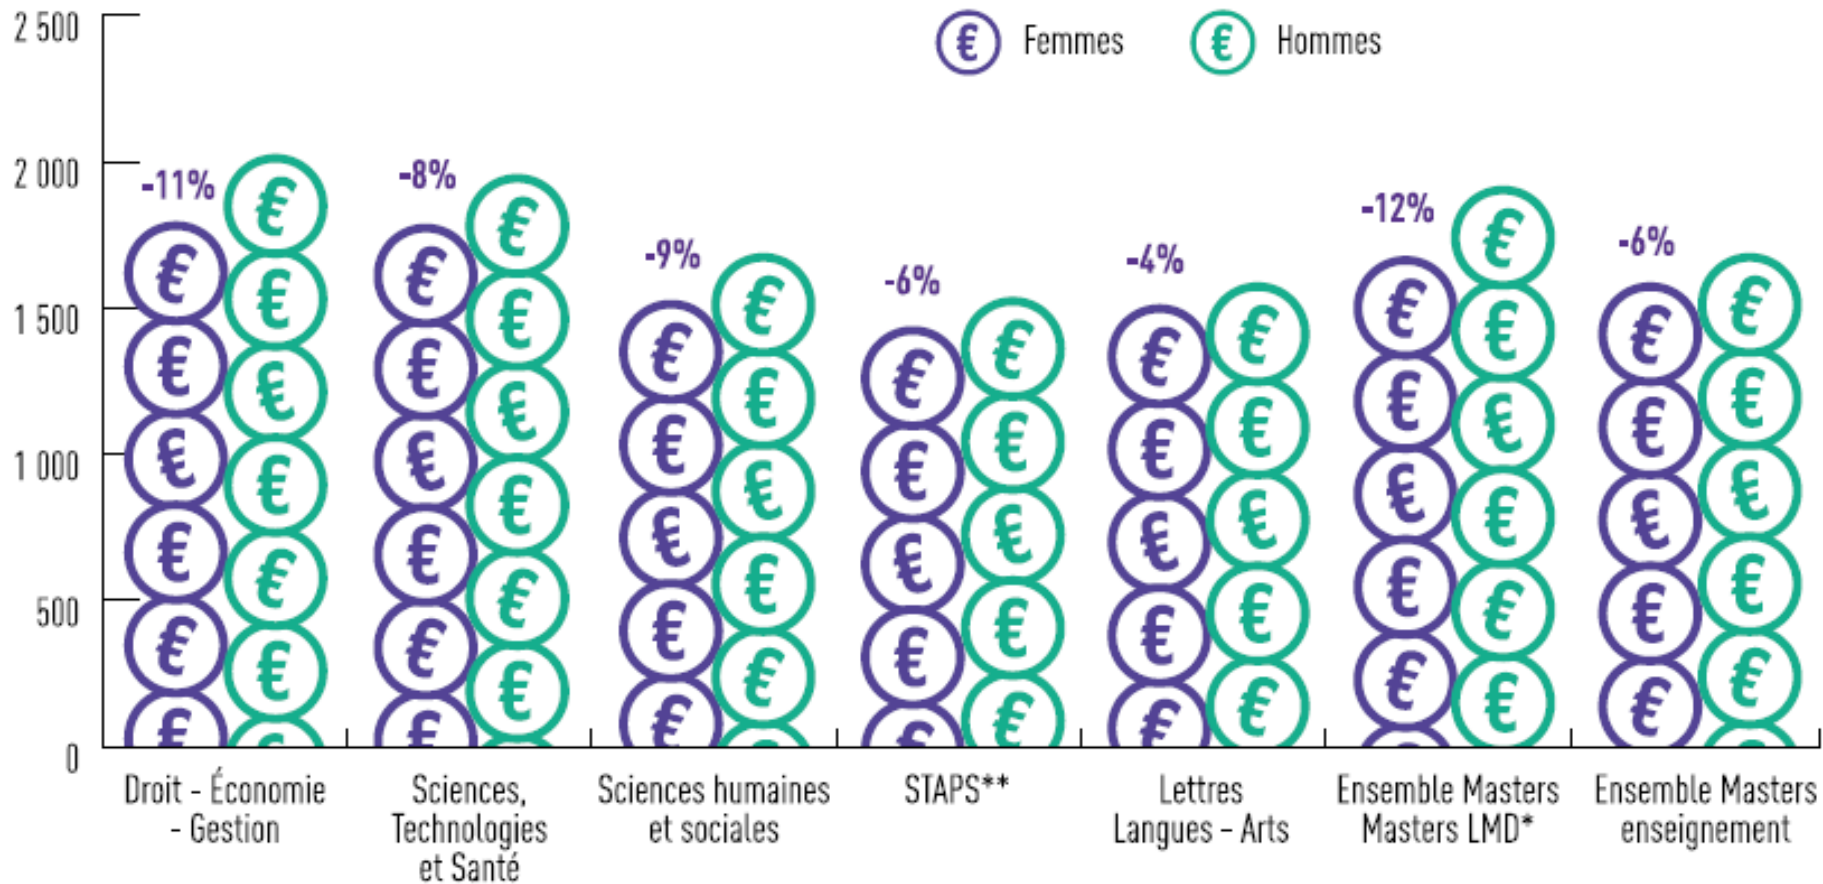 2 500
2 000
1 500
1 000
500
0
€ Femmes
€ Hommes
-11%
-8%
-9%
-6%
-4%
-12%
-6%
Droit - Économie
- Gestion
Sciences,
Technologies
et Santé
Sciences humaines
et sociales
STAPS**
Lettres
Langues - Arts
Ensemble Masters
Masters LMD*
Ensemble Masters
enseignement